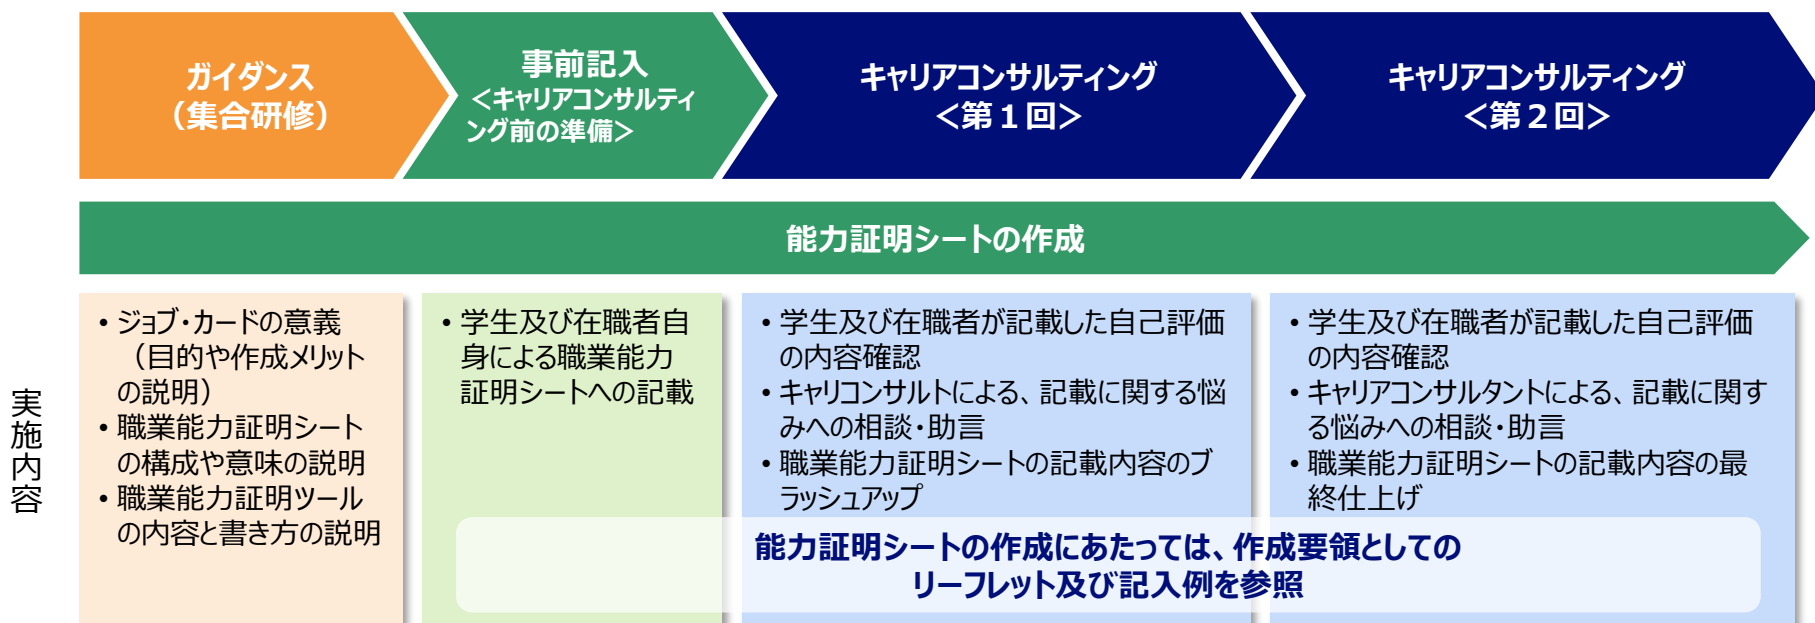 ガイダンス
（集合研修）
事前記入
＜キャリアコンサルティ
ング前の準備＞
キャリアコンサルティング
＜第１回＞
キャリアコンサルティング
＜第２回＞
能力証明シートの作成
実施内容
・ジョブ・カードの意義
（目的や作成メリット
の説明）
・職業能力証明シート
の構成や意味の説明
・職業能力証明ツール
の内容と書き方の説明
・学生及び在職者自
身による職業能力
証明シートへの記載
・学生及び在職者が記載した自己評価
の内容確認
・キャリコンサルトによる、記載に関する悩
みへの相談・助言
・職業能力証明シートの記載内容のブ
ラッシュアップ
・学生及び在職者が記載した自己評価
の内容確認
・キャリアコンサルタントによる、記載に関す
る悩みへの相談・助言
・職業能力証明シートの記載内容の最
終仕上げ
能力証明シートの作成にあたっては、作成要領としての
リーフレット及び記入例を参照